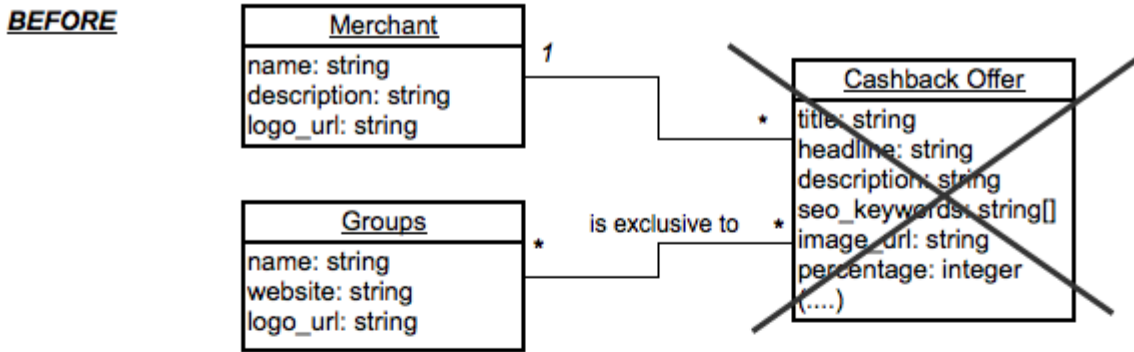 BEFORE
Merchant
name: string
description: string
logo_url: string
1
*
Cashback Offer
title: string
headline: string
description: string
seo_keywords: string[]
image_url: string
percentage: integer
(....)
Groups
name: string
website: string
logo_url: string
*
is exclusive to
*